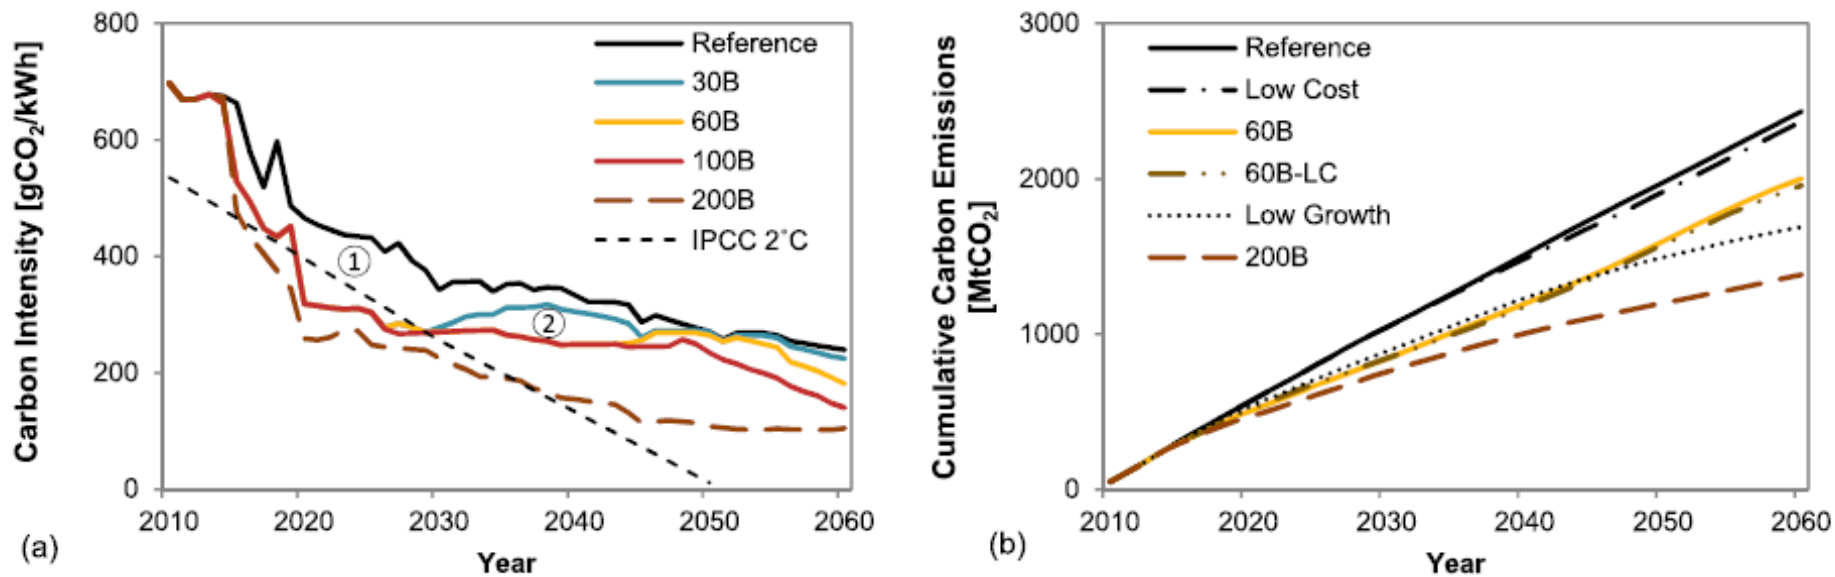 Carbon Intensity [gCO₂/kWh]
800
600
400
200
0
2010
2020
2030
2040
2050
2060
Year
(a)
Reference
30B
60B
100B
200B
IPCC 2˚C
1
2
Cumulative Carbon Emissions
[MtCO₂]
3000
2000
1000
0
2010
2020
2030
2040
2050
2060
Year
(b)
Reference
Low Cost
60B
60B-LC
Low Growth
200B